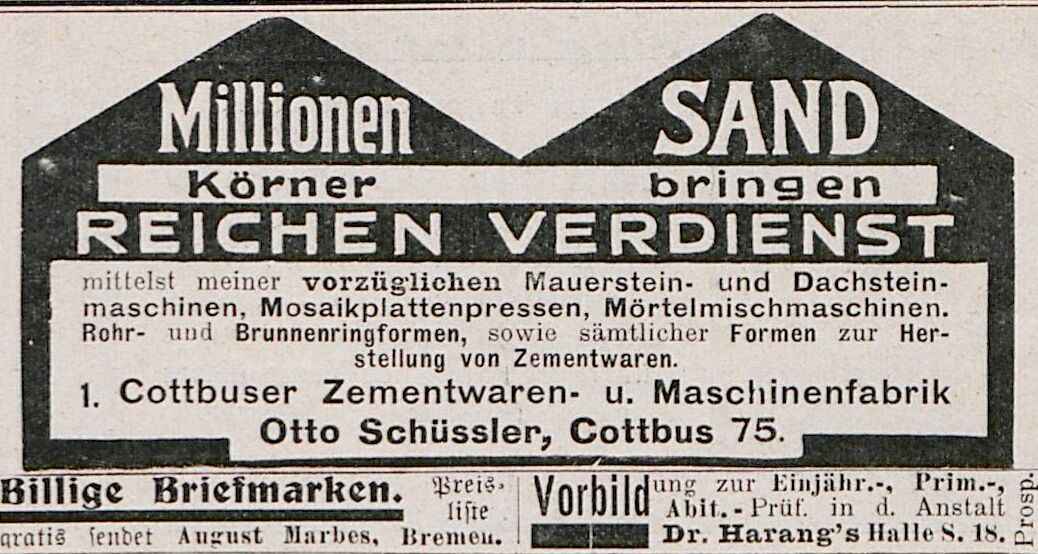 Millionen SAND
Körner bringen
REICHEN VERDIENST
mittelst meiner vorzüglichen Mauerstein- und Dachstein-
maschinen, Mosaikplattenpressen, Mörtelmischmaschinen.
Rohr- und Brunnenringformen, sowie sämtlicher Formen zur Her-
stellung von Zementwaren.
1. Cottbuser Zementwaren- u. Maschinenfabrik
Otto Schüssler, Cottbus 75.
Billige Briefmarken. Preis-
liste
gratis sendet August Marbes, Bremen.
Vorbildung zur Einjähr.-, Prim.-,
Abit.-Prüf. in d. Anstalt
Dr. Harang's Halle S. 18.
Prosp.